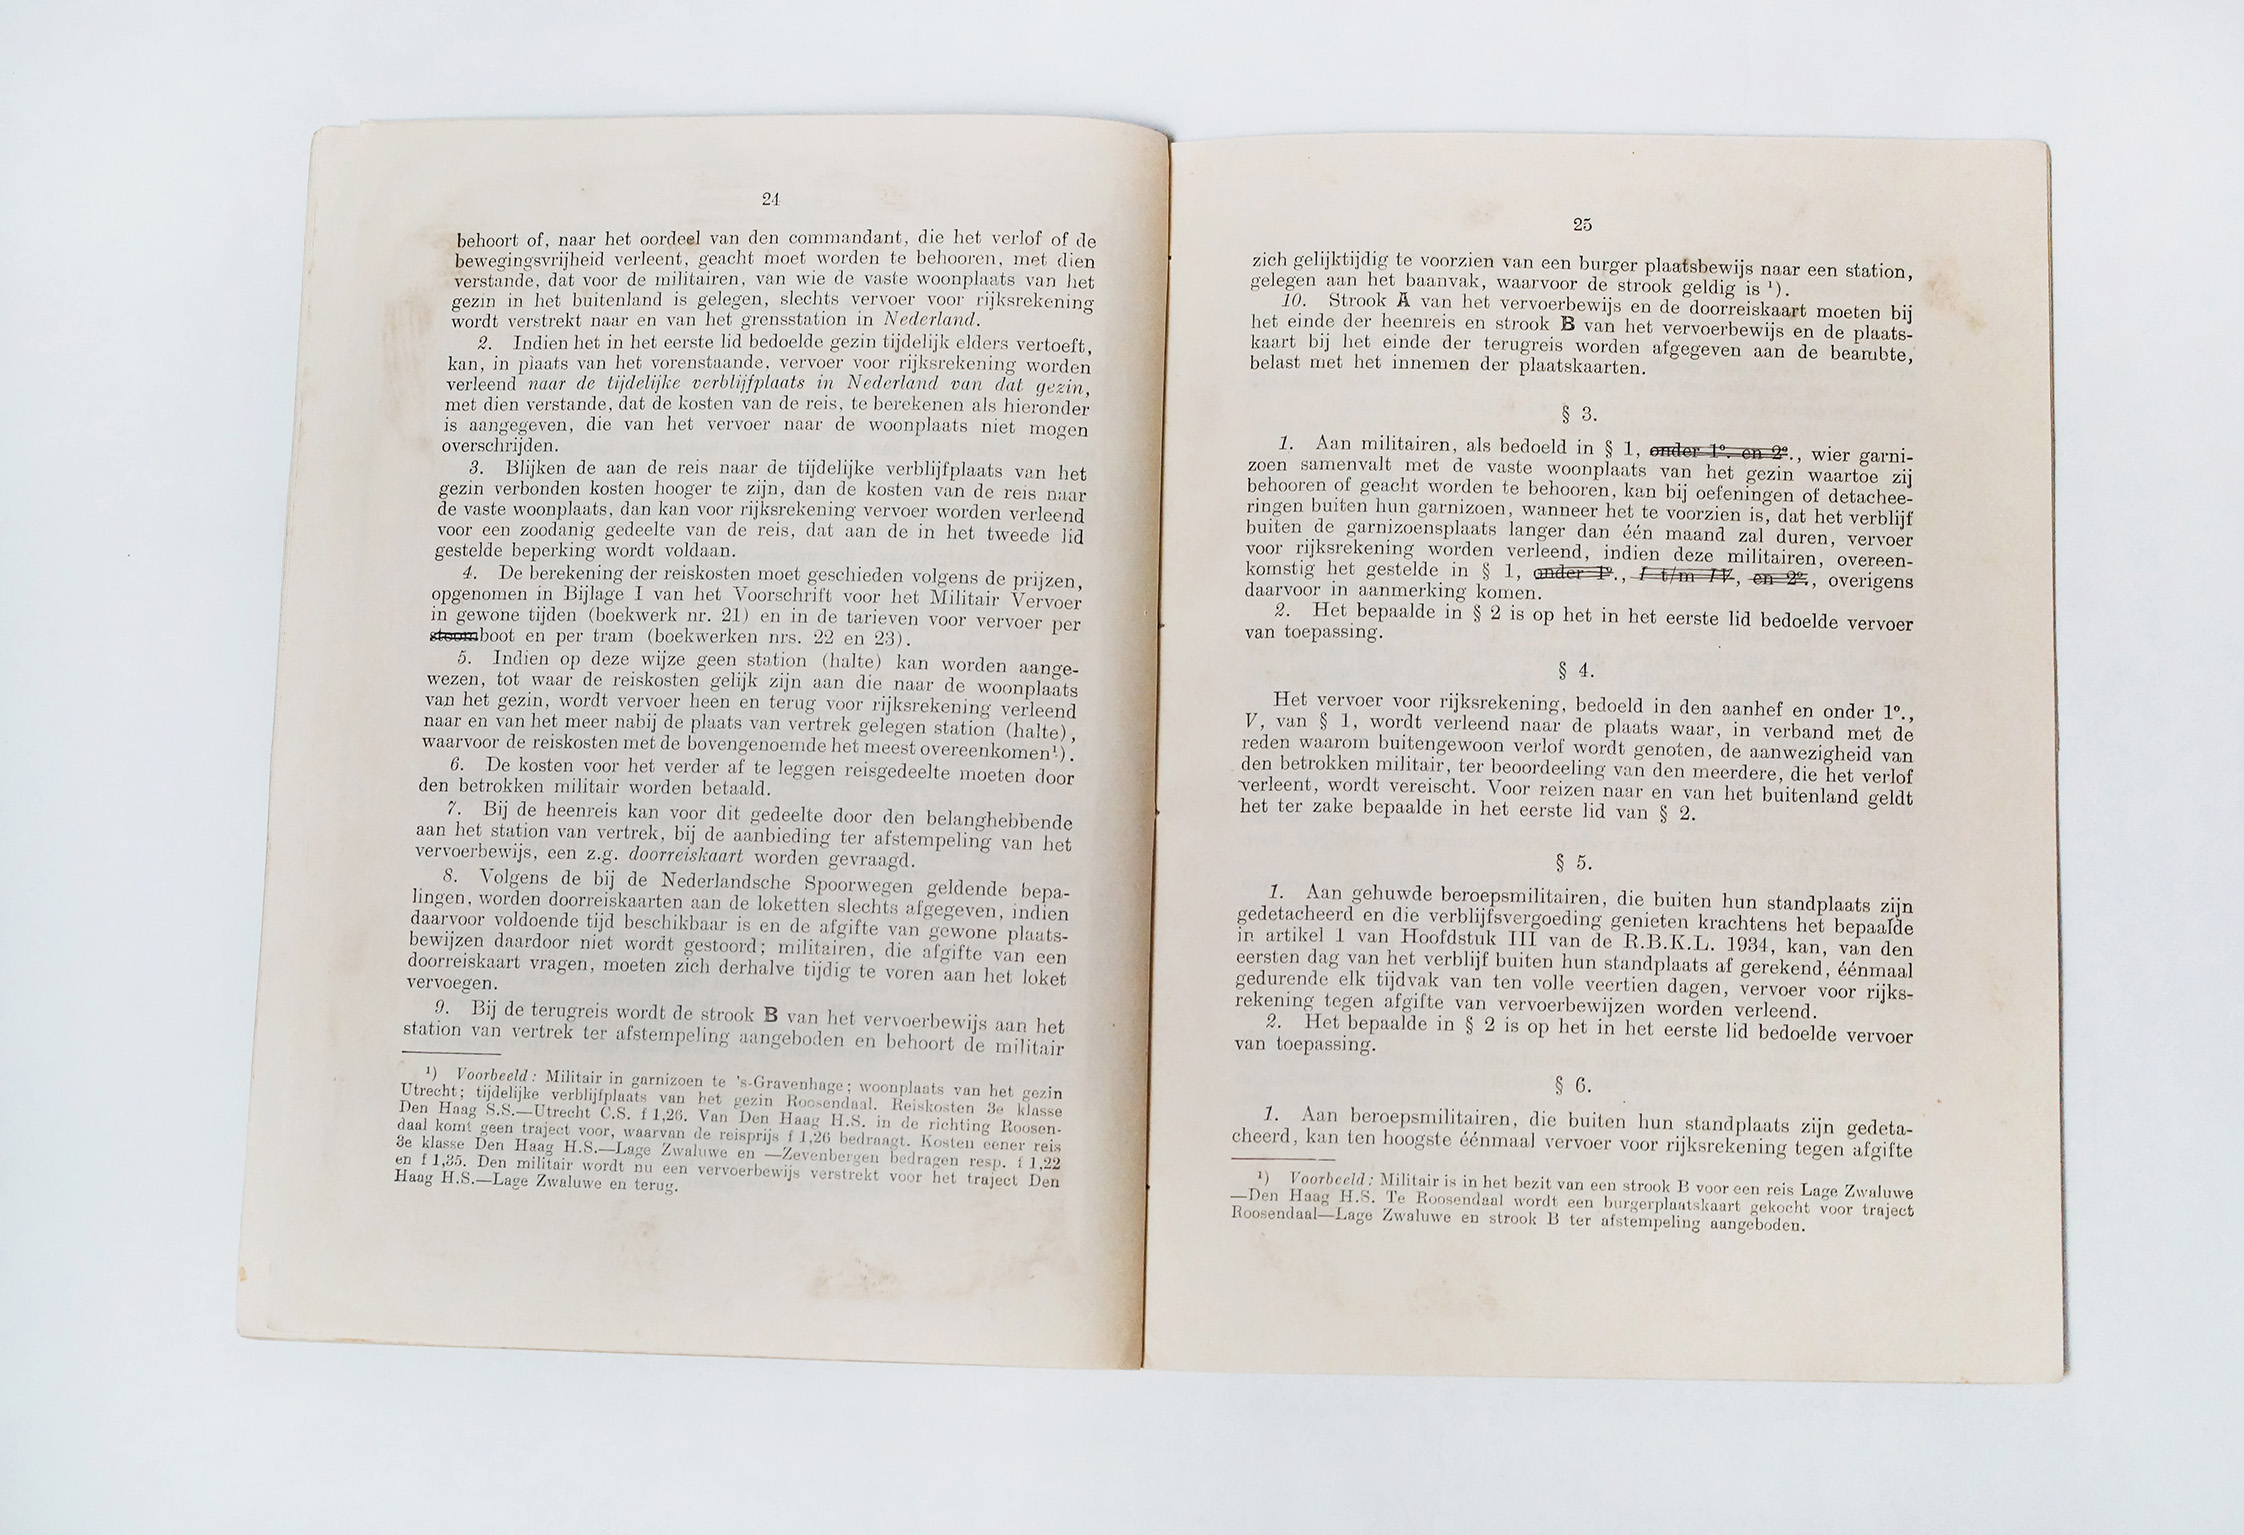 24
behoort of, naar het oordeel van den commandant, die het verlof of de
bewegingsvrijheid verleent, geacht moet worden te behooren, met dien
verstande, dat voor de militairen, van wie de vaste woonplaats van het
gezin in het buitenland is gelegen, slechts vervoer voor rijksrekening
wordt verstrekt naar en van het grensstation in Nederland.
2. Indien het in het eerste lid bedoelde gezin tijdelijk elders vertoeft,
kan, in plaats van het vorenstaande, vervoer voor rijksrekening worden
verleend naar de tijdelijke verblijfplaats in Nederland van dat gezin,
met dien verstande, dat de kosten van de reis, te berekenen als hieronder
is aangegeven, die van het vervoer naar de woonplaats niet mogen
overschrijden.
3. Blijken de aan de reis naar de tijdelijke verblijfplaats van het
gezin verbonden kosten hooger te zijn, dan de kosten van de reis naar
de vaste woonplaats, dan kan voor rijksrekening vervoer worden verleend
voor een zoodanig gedeelte van de reis, dat aan de in het tweede lid
gestelde beperking wordt voldaan.
4. De berekening der reiskosten moet geschieden volgens de prijzen,
opgenomen in Bijlage I van het Voorschrift voor het Militair Vervoer
in gewone tijden (boekwerk nr. 21) en in de tarieven voor vervoer per
stoomboot en per tram (boekwerken nrs. 22 en 23).
5. Indien op deze wijze geen station (halte) kan worden aange-
wezen, tot waar de reiskosten gelijk zijn aan die naar de woonplaats
van het gezin, wordt vervoer heen en terug voor rijksrekening verleend
naar en van het meer nabij de plaats van vertrek gelegen station (halte),
waarvoor de reiskosten met de bovengenoemde het meest overeenkomen¹).
6. De kosten voor het verder af te leggen reisgedeelte moeten door
den betrokken militair worden betaald.
7. Bij de heenreis kan voor dit gedeelte door den belanghebbende
aan het station van vertrek, bij de aanbieding ter afstempeling van het
vervoerbewijs, een z.g. doorreiskaart worden gevraagd.
8. Volgens de bij de Nederlandsche Spoorwegen geldende bepa-
lingen, worden doorreiskaarten aan de loketten slechts afgegeven, indien
daarvoor voldoende tijd beschikbaar is en de afgifte van gewone plaats-
bewijzen daardoor niet wordt gestoord; militairen, die afgifte van een
doorreiskaart vragen, moeten zich derhalve tijdig te voren aan het loket
vervoegen.
9. Bij de terugreis wordt de strook B van het vervoerbewijs aan het
station van vertrek ter afstempeling aangeboden en behoort de militair
¹) Voorbeeld: Militair in garnizoen te 's-Gravenhage; woonplaats van het gezin
Utrecht; tijdelijke verblijfplaats van het gezin Roosendaal. Reiskosten 3e klasse
Den Haag S.S.—Utrecht C.S. f 1,26. Van Den Haag H.S. in de richting Roosen-
daal komt geen traject voor, waarvan de reisprijs f 1,26 bedraagt. Kosten eener reis
3e klasse Den Haag H.S.—Lage Zwaluwe en —Zevenbergen bedragen resp. f 1,22
en f 1,35. Den militair wordt nu een vervoerbewijs verstrekt voor het traject Den
Haag H.S.—Lage Zwaluwe en terug.
25
zich gelijktijdig te voorzien van een burger plaatsbewijs naar een station,
gelegen aan het baanvak, waarvoor de strook geldig is ¹).
10. Strook A van het vervoerbewijs en de doorreiskaart moeten bij
het einde der heenreis en strook B van het vervoerbewijs en de plaats-
kaart bij het einde der terugreis worden afgegeven aan de beambte,
belast met het innemen der plaatskaarten.
§ 3.
1. Aan militairen, als bedoeld in § 1, onder 1º. en 2º., wier garni-
zoen samenvalt met de vaste woonplaats van het gezin waartoe zij
behooren of geacht worden te behooren, kan bij oefeningen of detachee-
ringen buiten hun garnizoen, wanneer het te voorzien is, dat het verblijf
buiten de garnizoensplaats langer dan één maand zal duren, vervoer
voor rijksrekening worden verleend, indien deze militairen, overeen-
komstig het gestelde in § 1, onder 1º., I t/m IV, en 2º., overigens
daarvoor in aanmerking komen.
2. Het bepaalde in § 2 is op het in het eerste lid bedoelde vervoer
van toepassing.
§ 4.
Het vervoer voor rijksrekening, bedoeld in den aanhef en onder 1º.,
V, van § 1, wordt verleend naar de plaats waar, in verband met de
reden waarom buitengewoon verlof wordt genoten, de aanwezigheid van
den betrokken militair, ter beoordeeling van den meerdere, die het verlof
verleent, wordt vereischt. Voor reizen naar en van het buitenland geldt
het ter zake bepaalde in het eerste lid van § 2.
§ 5.
1. Aan gehuwde beroepsmilitairen, die buiten hun standplaats zijn
gedetacheerd en die verblijfsvergoeding genieten krachtens het bepaalde
in artikel 1 van Hoofdstuk III van de R.B.K.L. 1934, kan, van den
eersten dag van het verblijf buiten hun standplaats af gerekend, éénmaal
gedurende elk tijdvak van ten volle veertien dagen, vervoer voor rijks-
rekening tegen afgifte van vervoerbewijzen worden verleend.
2. Het bepaalde in § 2 is op het in het eerste lid bedoelde vervoer
van toepassing.
§ 6.
1. Aan beroepsmilitairen, die buiten hun standplaats zijn gedeta-
cheerd, kan ten hoogste éénmaal vervoer voor rijksrekening tegen afgifte
¹) Voorbeeld: Militair is in het bezit van een strook B voor een reis Lage Zwaluwe
—Den Haag H.S. Te Roosendaal wordt een burgerplaatskaart gekocht voor traject
Roosendaal—Lage Zwaluwe en strook B ter afstempeling aangeboden.